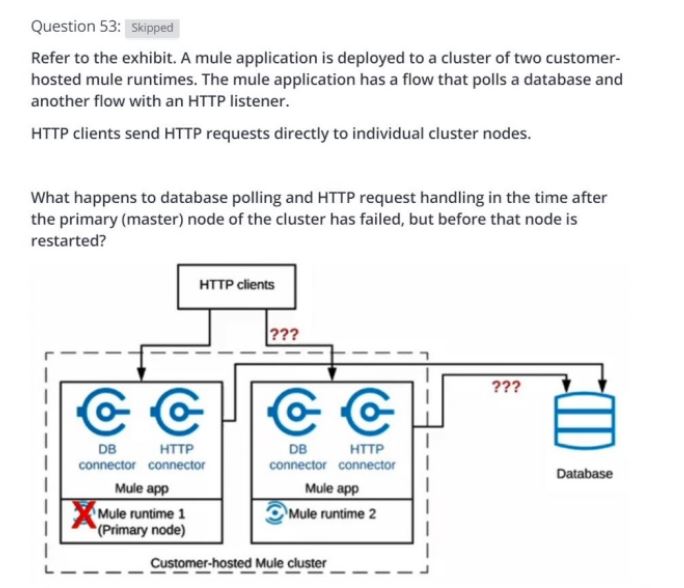 Question 53: Skipped
Refer to the exhibit. A mule application is deployed to a cluster of two customer-
hosted mule runtimes. The mule application has a flow that polls a database and
another flow with an HTTP listener.
HTTP clients send HTTP requests directly to individual cluster nodes.
What happens to database polling and HTTP request handling in the time after
the primary (master) node of the cluster has failed, but before that node is
restarted?
HTTP clients
???
???
DB HTTP DB HTTP
connector connector connector connector
Database
Mule app Mule app
Mule runtime 1 Mule runtime 2
(Primary node)
Customer-hosted Mule cluster